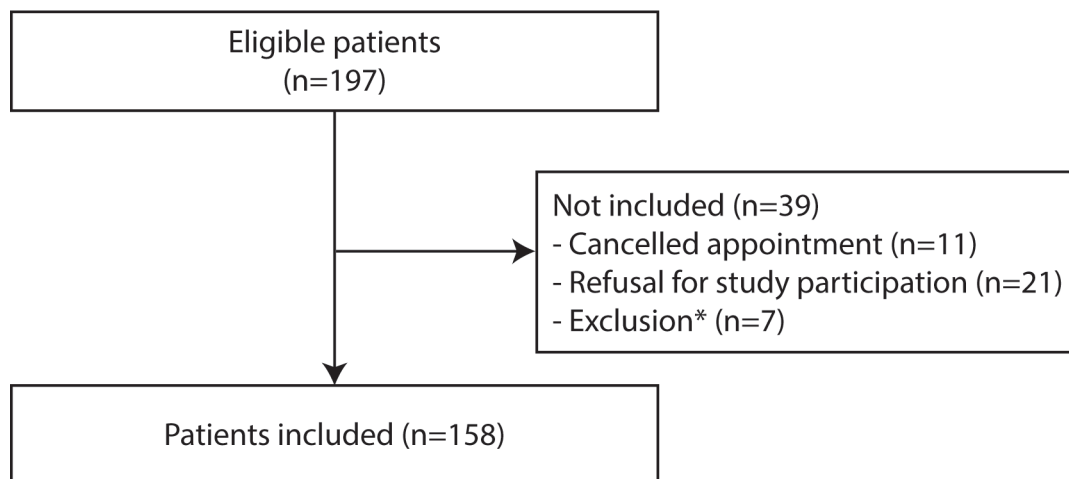 Eligible patients
(n=197)
Not included (n=39)
- Cancelled appointment (n=11)
- Refusal for study participation (n=21)
- Exclusion* (n=7)
Patients included (n=158)